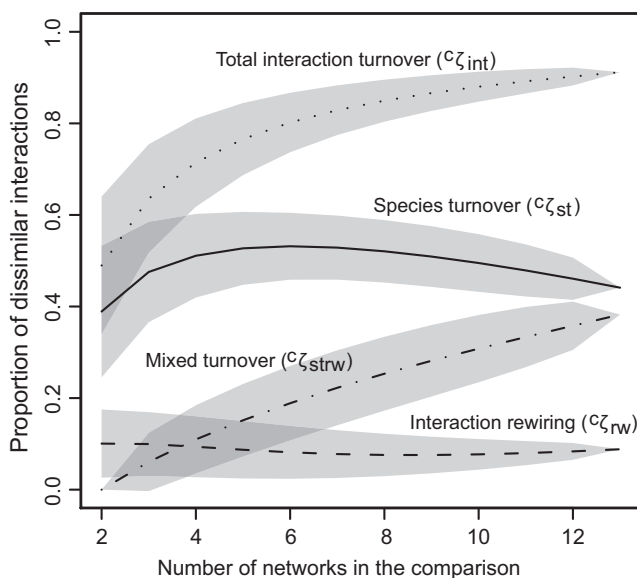 Proportion of dissimilar interactions
1.0
0.8
0.6
0.4
0.2
0.0
Total interaction turnover (ᶜζint)
Species turnover (ᶜζst)
Mixed turnover (ᶜζstrw)
Interaction rewiring (ᶜζrw)
2 4 6 8 10 12
Number of networks in the comparison